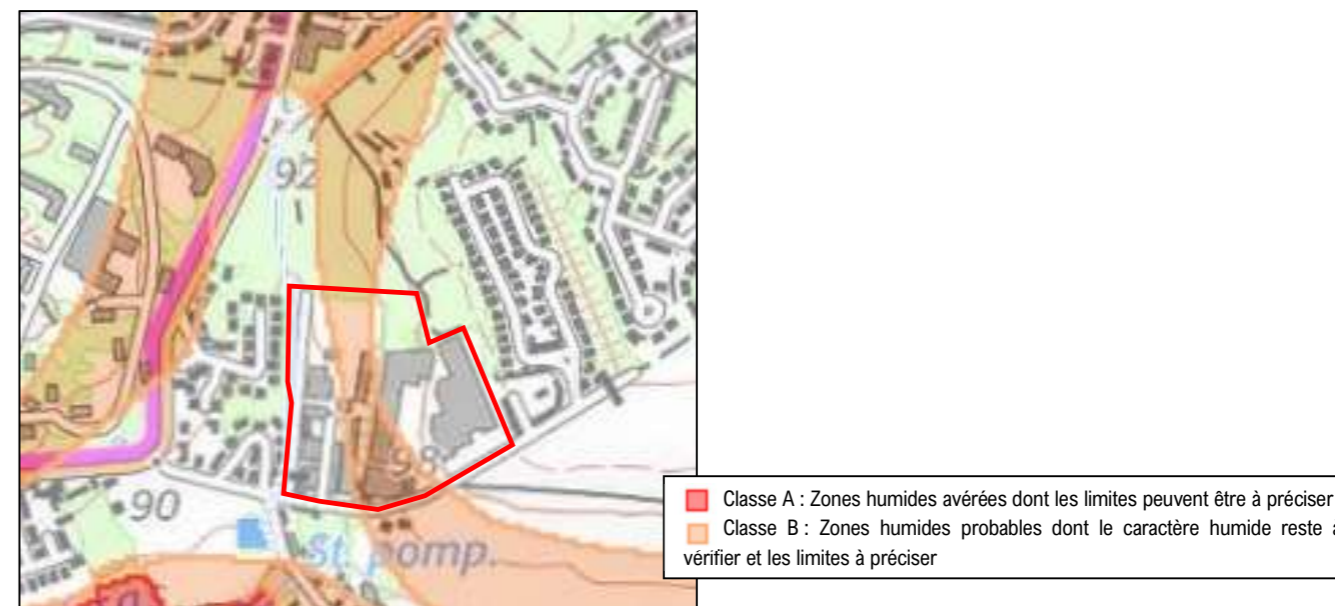 92
98
90
St. pomp.
Classe A : Zones humides avérées dont les limites peuvent être à préciser
Classe B : Zones humides probables dont le caractère humide reste à
vérifier et les limites à préciser